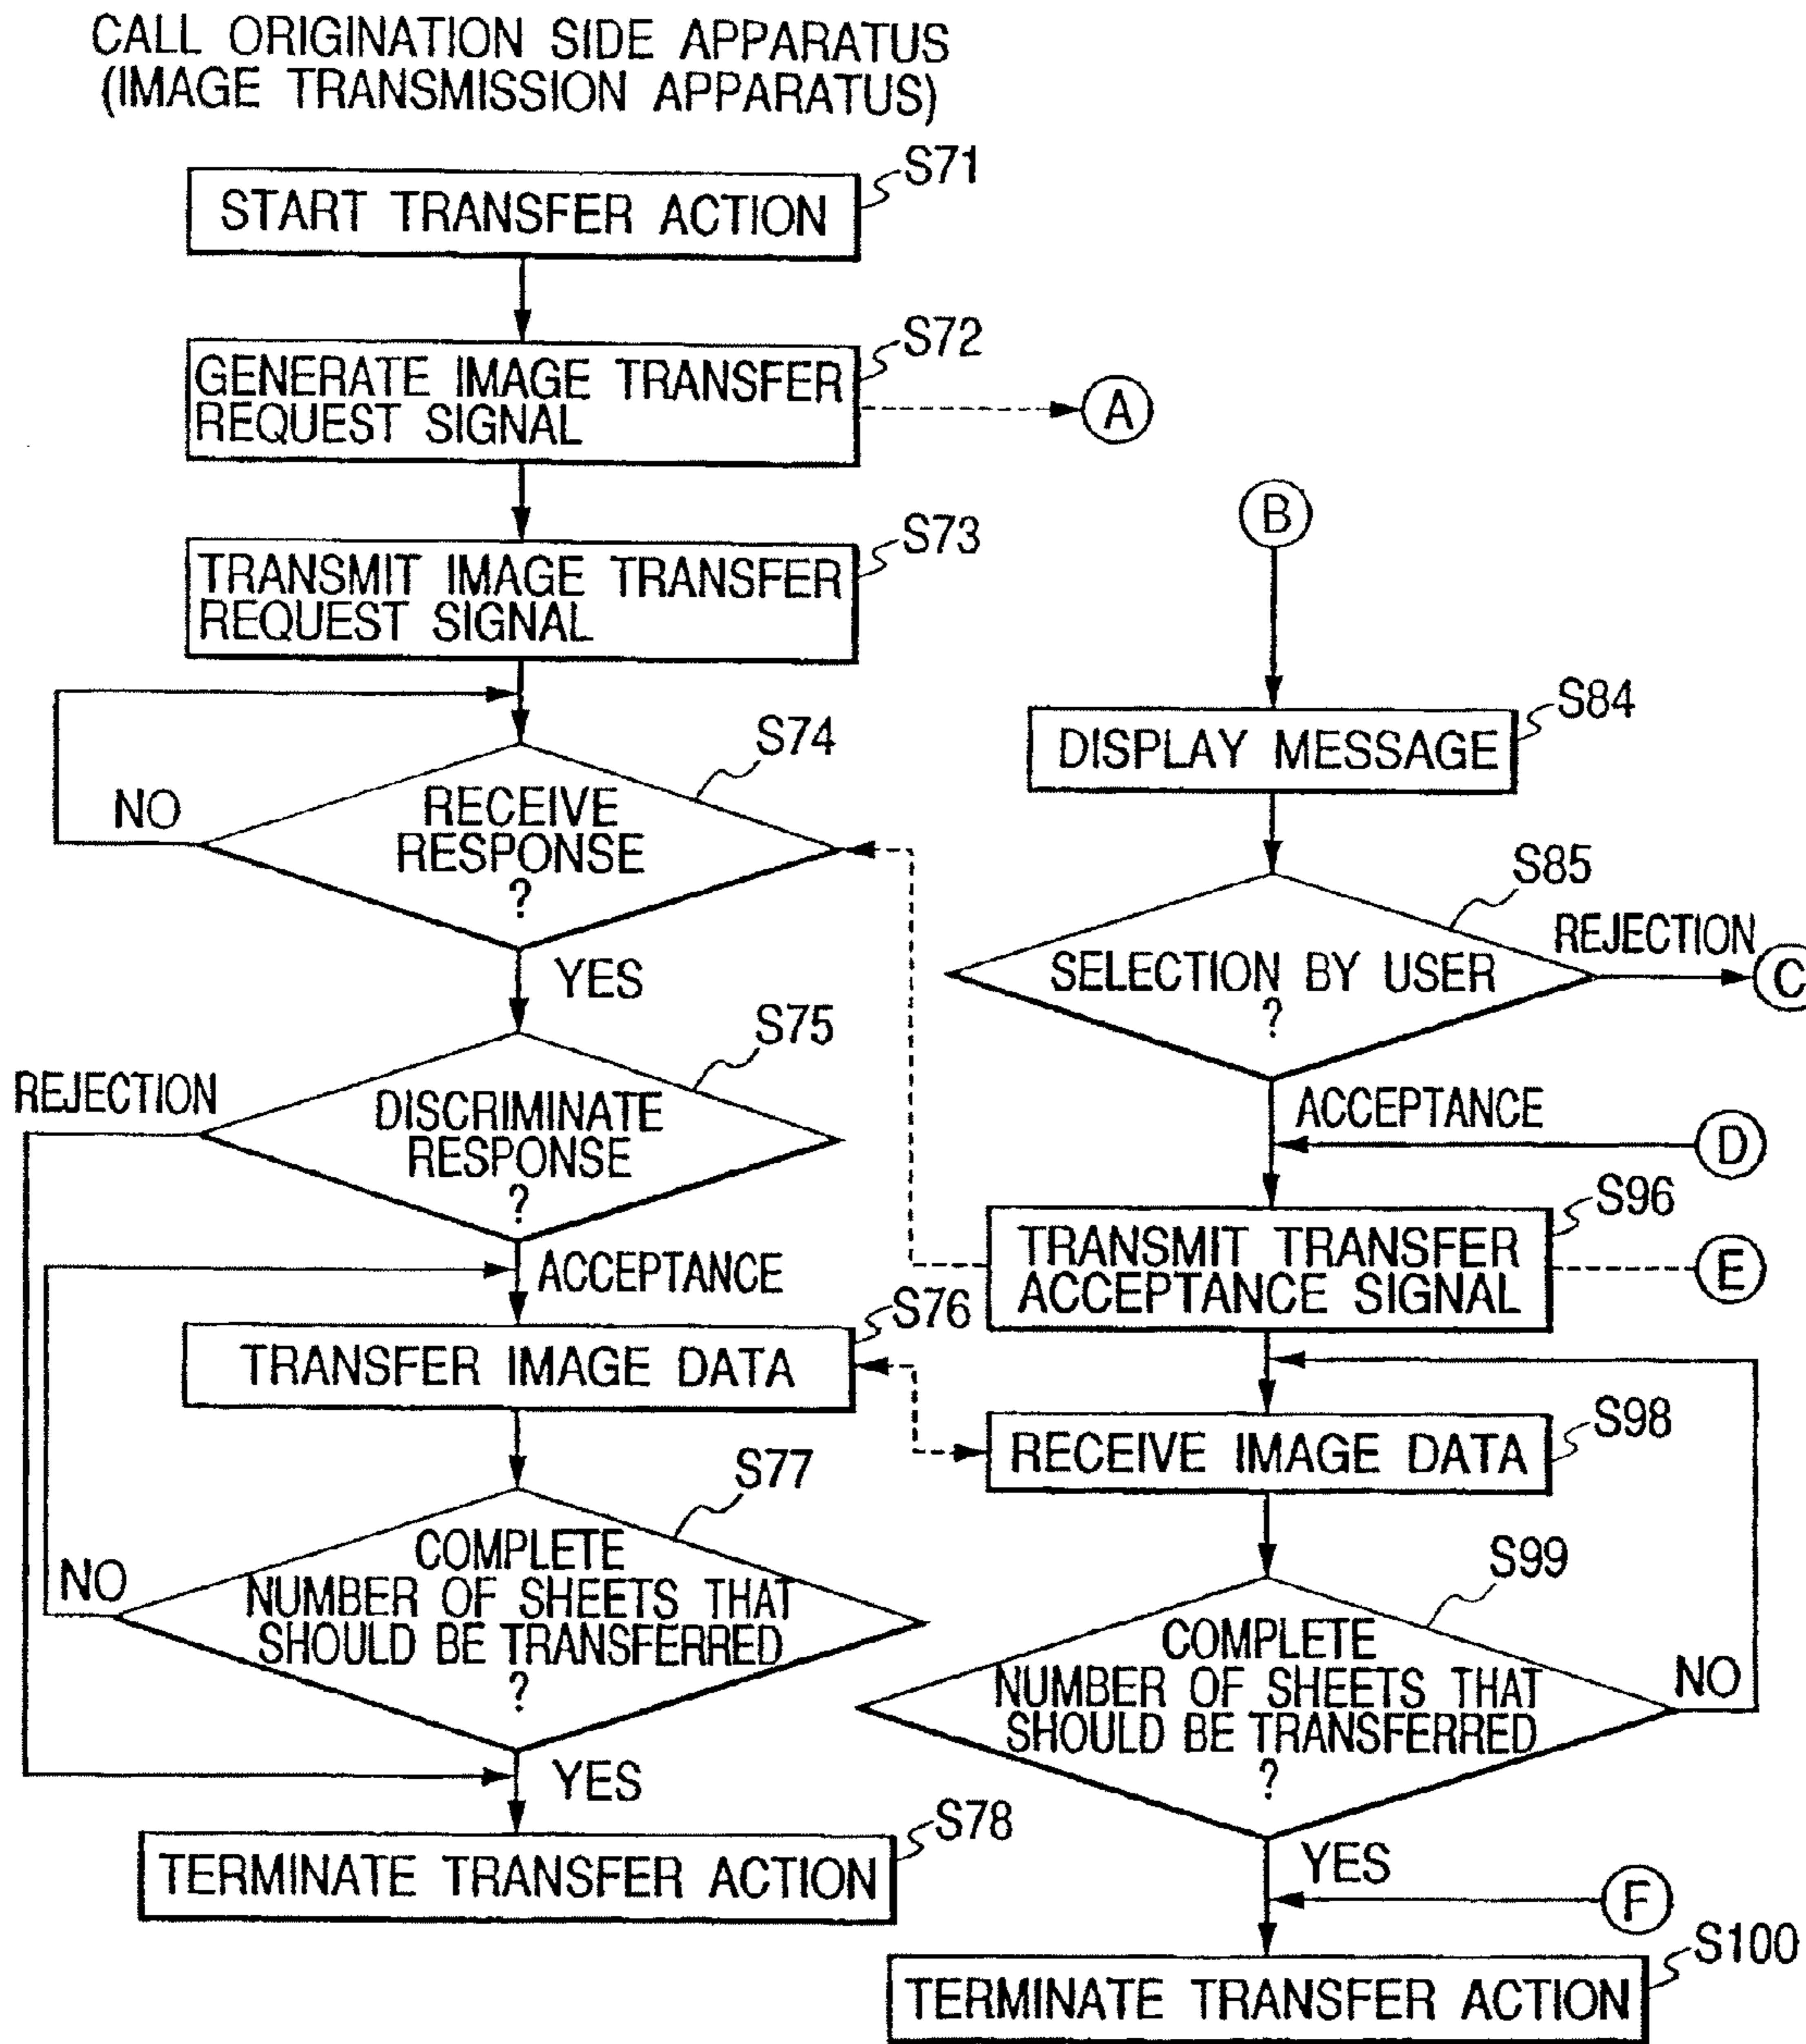 CALL ORIGINATION SIDE APPARATUS
(IMAGE TRANSMISSION APPARATUS)
S71
START TRANSFER ACTION
S72
GENERATE IMAGE TRANSFER
REQUEST SIGNAL
A
S73
TRANSMIT IMAGE TRANSFER
REQUEST SIGNAL
S74
NO
RECEIVE
RESPONSE
?
YES
S75
REJECTION
DISCRIMINATE
RESPONSE
?
ACCEPTANCE
S76
TRANSFER IMAGE DATA
S77
NO
COMPLETE
NUMBER OF SHEETS THAT
SHOULD BE TRANSFERRED
?
YES
S78
TERMINATE TRANSFER ACTION
B
S84
DISPLAY MESSAGE
S85
REJECTION
SELECTION BY USER
?
C
ACCEPTANCE
D
S96
TRANSMIT TRANSFER
ACCEPTANCE SIGNAL
E
S98
RECEIVE IMAGE DATA
S99
COMPLETE
NUMBER OF SHEETS THAT
SHOULD BE TRANSFERRED
?
NO
YES
F
S100
TERMINATE TRANSFER ACTION